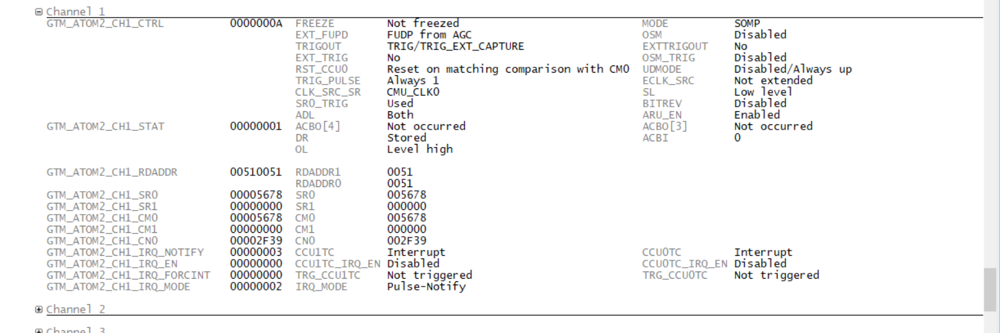 Channel 1
GTM_ATOM2_CH1_CTRL 0000000A FREEZE Not freezed MODE SOMP
EXT_FUPD FUDP from AGC OSM Disabled
TRIGOUT TRIG/TRIG_EXT_CAPTURE EXTTRIGOUT No
EXT_TRIG No OSM_TRIG Disabled
RST_CCU0 Reset on matching comparison with CM0 UDMODE Disabled/Always up
TRIG_PULSE Always 1 ECLK_SRC Not extended
CLK_SRC_SR CMU_CLK0 SL Low level
SR0_TRIG Used BITREV Disabled
ADL Both ARU_EN Enabled
GTM_ATOM2_CH1_STAT 00000001 ACBO[4] Not occurred ACBO[3] Not occurred
DR Stored ACBI 0
OL Level high
GTM_ATOM2_CH1_RDADDR 00510051 RDADDR1 0051
RDADDR0 0051
GTM_ATOM2_CH1_SR0 00005678 SR0 005678
GTM_ATOM2_CH1_SR1 00000000 SR1 000000
GTM_ATOM2_CH1_CM0 00005678 CM0 005678
GTM_ATOM2_CH1_CM1 00000000 CM1 000000
GTM_ATOM2_CH1_CN0 00002F39 CN0 002F39
GTM_ATOM2_CH1_IRQ_NOTIFY 00000003 CCU1TC Interrupt CCU0TC Interrupt
GTM_ATOM2_CH1_IRQ_EN 00000000 CCU1TC_IRQ_EN Disabled CCU0TC_IRQ_EN Disabled
GTM_ATOM2_CH1_IRQ_FORCINT 00000000 TRG_CCU1TC Not triggered TRG_CCU0TC Not triggered
GTM_ATOM2_CH1_IRQ_MODE 00000002 IRQ_MODE Pulse-Notify
Channel 2
Channel 3